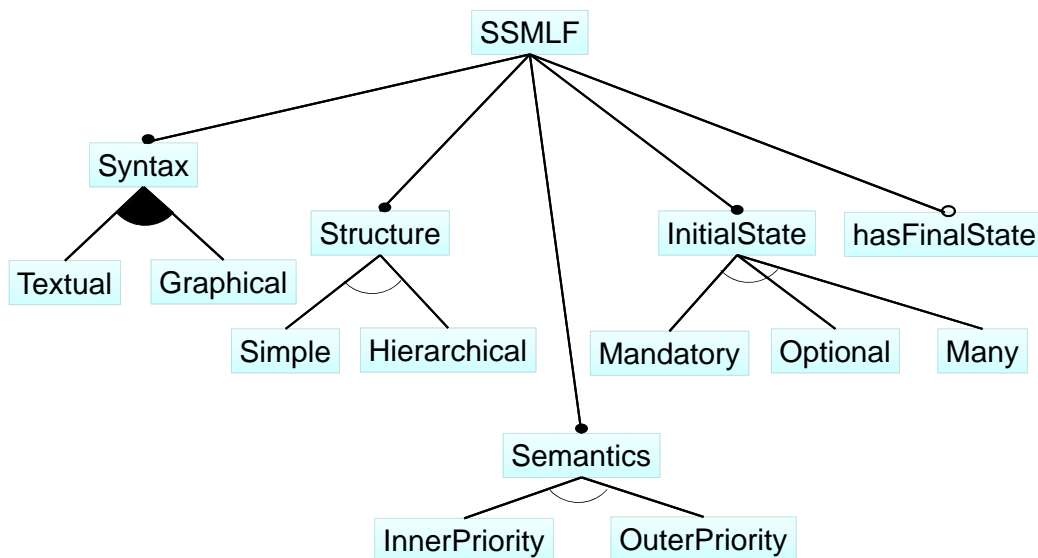 SSMLF
Syntax
Textual
Graphical
Structure
Simple
Hierarchical
InitialState
Mandatory
Optional
Many
hasFinalState
Semantics
InnerPriority
OuterPriority